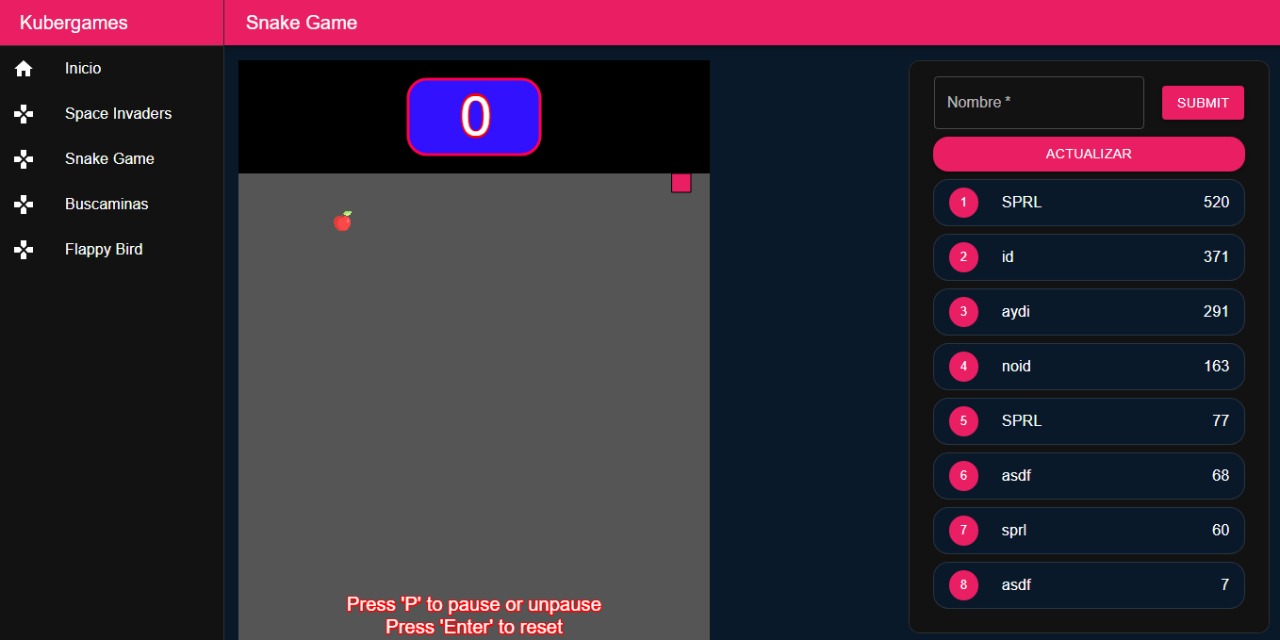 Kubergames
Snake Game
Inicio
Space Invaders
Snake Game
Buscaminas
Flappy Bird
0
Press 'P' to pause or unpause
Press 'Enter' to reset
Nombre *
SUBMIT
ACTUALIZAR
1 SPRL 520
2 id 371
3 aydi 291
4 noid 163
5 SPRL 77
6 asdf 68
7 sprl 60
8 asdf 7